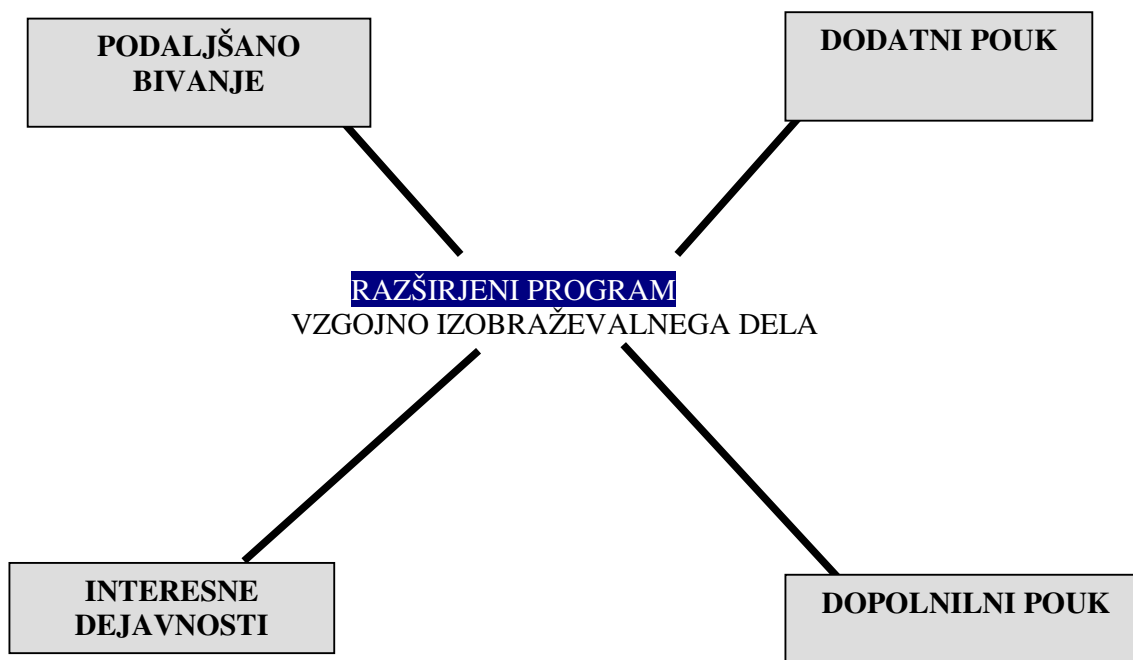 PODALJŠANO
BIVANJE
DODATNI POUK
RAZŠIRJENI PROGRAM
VZGOJNO IZOBRAŽEVALNEGA DELA
INTERESNE
DEJAVNOSTI
DOPOLNILNI POUK